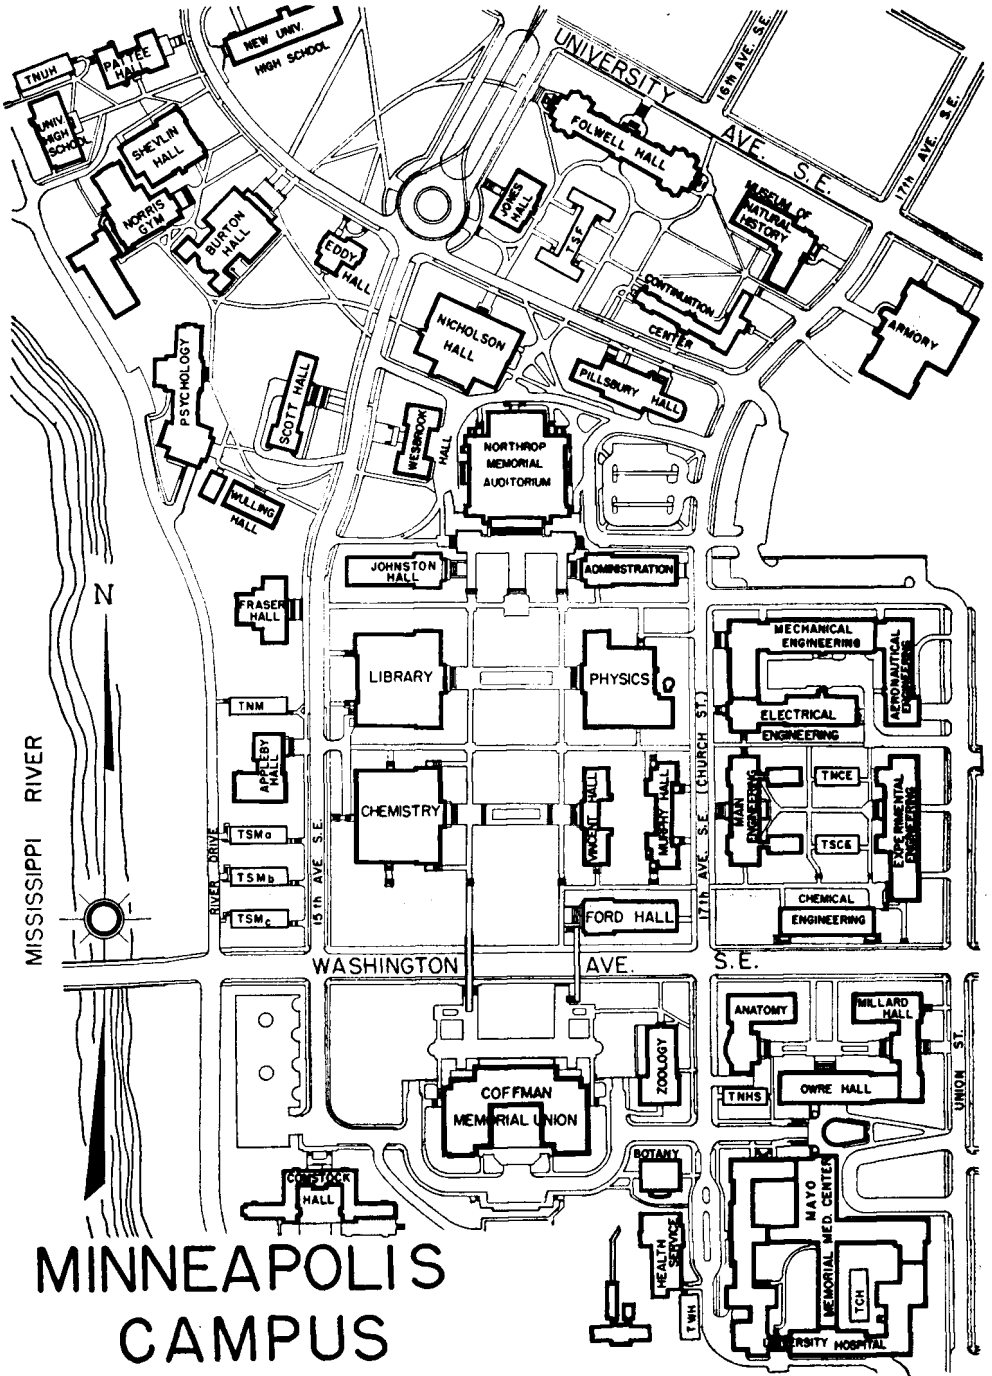 NEW UNIV.
HIGH SCHOOL
PATTEE
HALL
TNUH
UNIV.
HIGH
SCHOOL
SHEVLIN
HALL
NORRIS
GYM
BURTON
HALL
EDDY
HALL
JONES
HALL
T.S.F.
FOLWELL HALL
UNIVERSITY AVE. S.E.
16th AVE. S.E.
17th AVE. S.E.
MUSEUM OF
NATURAL
HISTORY
CONTINUATION
CENTER
ARMORY
NICHOLSON
HALL
PILLSBURY
HALL
PSYCHOLOGY
SCOTT HALL
WESBROOK
HALL
WULLING
HALL
NORTHROP
MEMORIAL
AUDITORIUM
JOHNSTON
HALL
ADMINISTRATION
N
FRASER
HALL
LIBRARY
PHYSICS
MECHANICAL
ENGINEERING
AERONAUTICAL
ENGINEERING
ELECTRICAL
ENGINEERING
TNM
APPLEBY
HALL
CHEMISTRY
VINCENT HALL
MURPHY HALL
17th AVE. S.E. (CHURCH ST.)
MAIN
ENGINEERING
TNCE
TSCE
EXPERIMENTAL
ENGINEERING
CHEMICAL
ENGINEERING
TSMa
TSMb
TSMc
RIVER DRIVE
15th AVE S.E.
MISSISSIPPI RIVER
FORD HALL
WASHINGTON AVE. S.E.
ANATOMY
MILLARD
HALL
OWRE HALL
TNHS
UNION ST.
ZOOLOGY
COFFMAN
MEMORIAL UNION
BOTANY
COMSTOCK
HALL
HEALTH
SERVICE
TWH
MAYO
MEMORIAL MED. CENTER
TCH
UNIVERSITY HOSPITAL
MINNEAPOLIS
CAMPUS